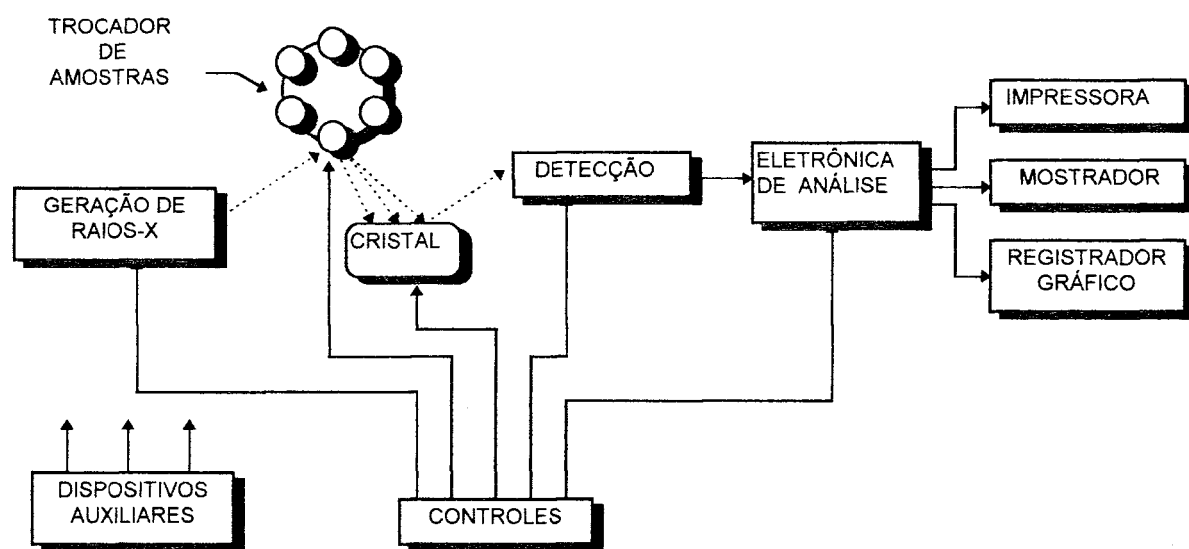 TROCADOR
DE
AMOSTRAS
GERAÇÃO DE
RAIOS-X
CRISTAL
DETECÇÃO
ELETRÔNICA
DE ANÁLISE
IMPRESSORA
MOSTRADOR
REGISTRADOR
GRÁFICO
DISPOSITIVOS
AUXILIARES
CONTROLES